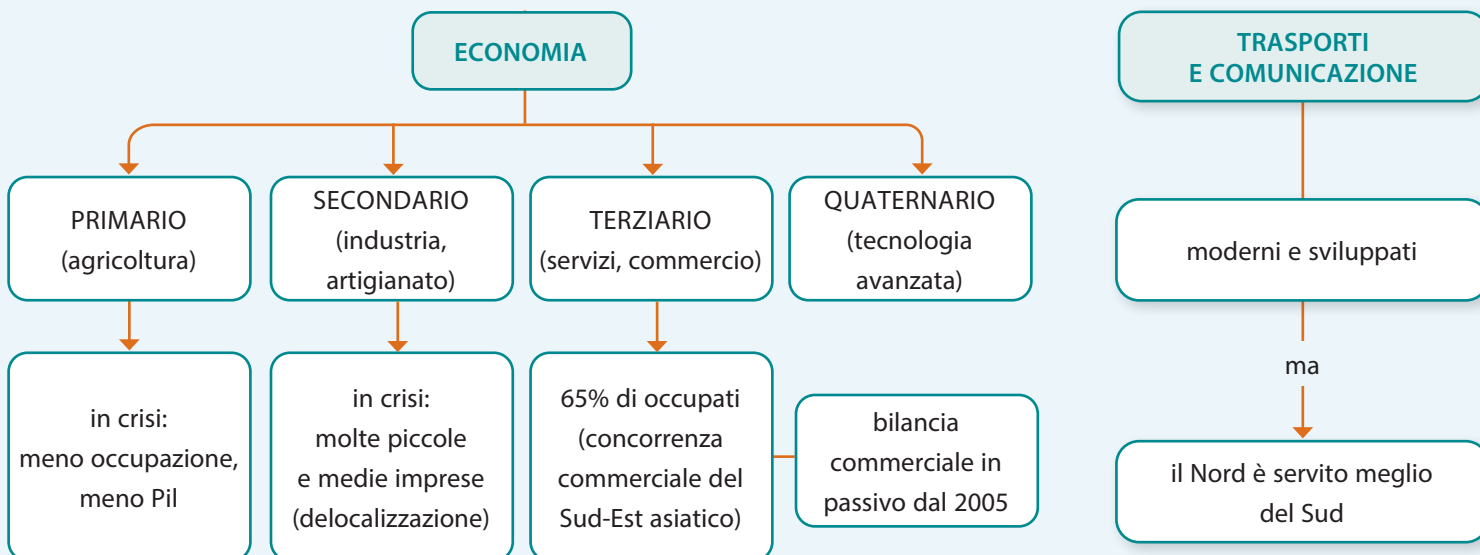 ECONOMIA
PRIMARIO
(agricoltura)
SECONDARIO
(industria,
artigianato)
TERZIARIO
(servizi, commercio)
QUATERNARIO
(tecnologia
avanzata)
in crisi:
meno occupazione,
meno Pil
in crisi:
molte piccole
e medie imprese
(delocalizzazione)
65% di occupati
(concorrenza
commerciale del
Sud-Est asiatico)
bilancia
commerciale in
passivo dal 2005
TRASPORTI
E COMUNICAZIONE
moderni e sviluppati
ma
il Nord è servito meglio
del Sud